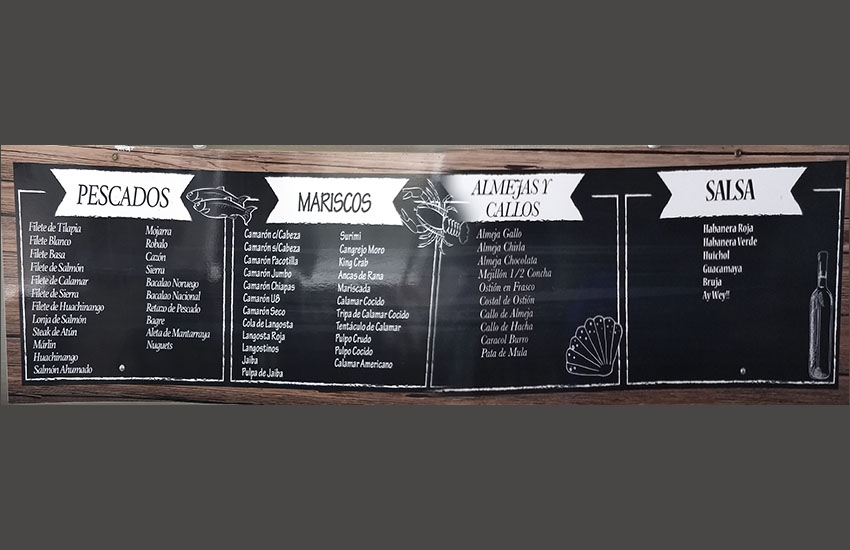 PESCADOS
Filete de Tilapia
Filete Blanco
Filete Basa
Filete de Salmón
Filete de Calamar
Filete de Sierra
Filete de Huachinango
Lonja de Salmón
Steak de Atún
Márlin
Huachinango
Salmón Ahumado
Mojarra
Robalo
Cazón
Sierra
Bacalao Noruego
Bacalao Nacional
Retazo de Pescado
Bagre
Aleta de Mantarraya
Nuguets
MARISCOS
Camarón c/Cabeza
Camarón s/Cabeza
Camarón Pacotilla
Camarón Jumbo
Camarón Chiapas
Camarón U8
Camarón Seco
Cola de Langosta
Langosta Roja
Langostinos
Jaiba
Pulpa de Jaiba
Surimi
Cangrejo Moro
King Crab
Ancas de Rana
Mariscada
Calamar Cocido
Tripa de Calamar Cocido
Tentáculo de Calamar
Pulpo Crudo
Pulpo Cocido
Calamar Americano
ALMEJAS Y
CALLOS
Almeja Gallo
Almeja Chirla
Almeja Chocolata
Mejillón 1/2 Concha
Ostión en Frasco
Costal de Ostión
Callo de Almeja
Callo de Hacha
Caracol Burro
Pata de Mula
SALSA
Habanera Roja
Habanera Verde
Huichol
Guacamaya
Bruja
Ay Wey!!